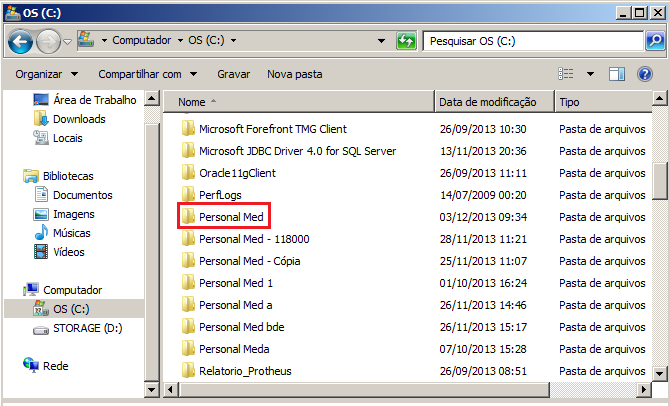 OS (C:)
Computador OS (C:) Pesquisar OS (C:)
Organizar Compartilhar com Gravar Nova pasta
Área de Trabalho
Downloads
Locais
Bibliotecas
Documentos
Imagens
Músicas
Vídeos
Computador
OS (C:)
STORAGE (D:)
Rede
Nome Data de modificação Tipo
Microsoft Forefront TMG Client 26/09/2013 10:30 Pasta de arquivos
Microsoft JDBC Driver 4.0 for SQL Server 13/11/2013 20:36 Pasta de arquivos
Oracle11gClient 26/09/2013 11:11 Pasta de arquivos
PerfLogs 14/07/2009 00:20 Pasta de arquivos
Personal Med 03/12/2013 09:34 Pasta de arquivos
Personal Med - 118000 28/11/2013 11:21 Pasta de arquivos
Personal Med - Cópia 25/11/2013 11:07 Pasta de arquivos
Personal Med 1 01/10/2013 16:24 Pasta de arquivos
Personal Med a 26/11/2013 14:46 Pasta de arquivos
Personal Med bde 26/11/2013 15:17 Pasta de arquivos
Personal Meda 07/10/2013 15:28 Pasta de arquivos
Relatorio_Protheus 26/09/2013 08:51 Pasta de arquivos